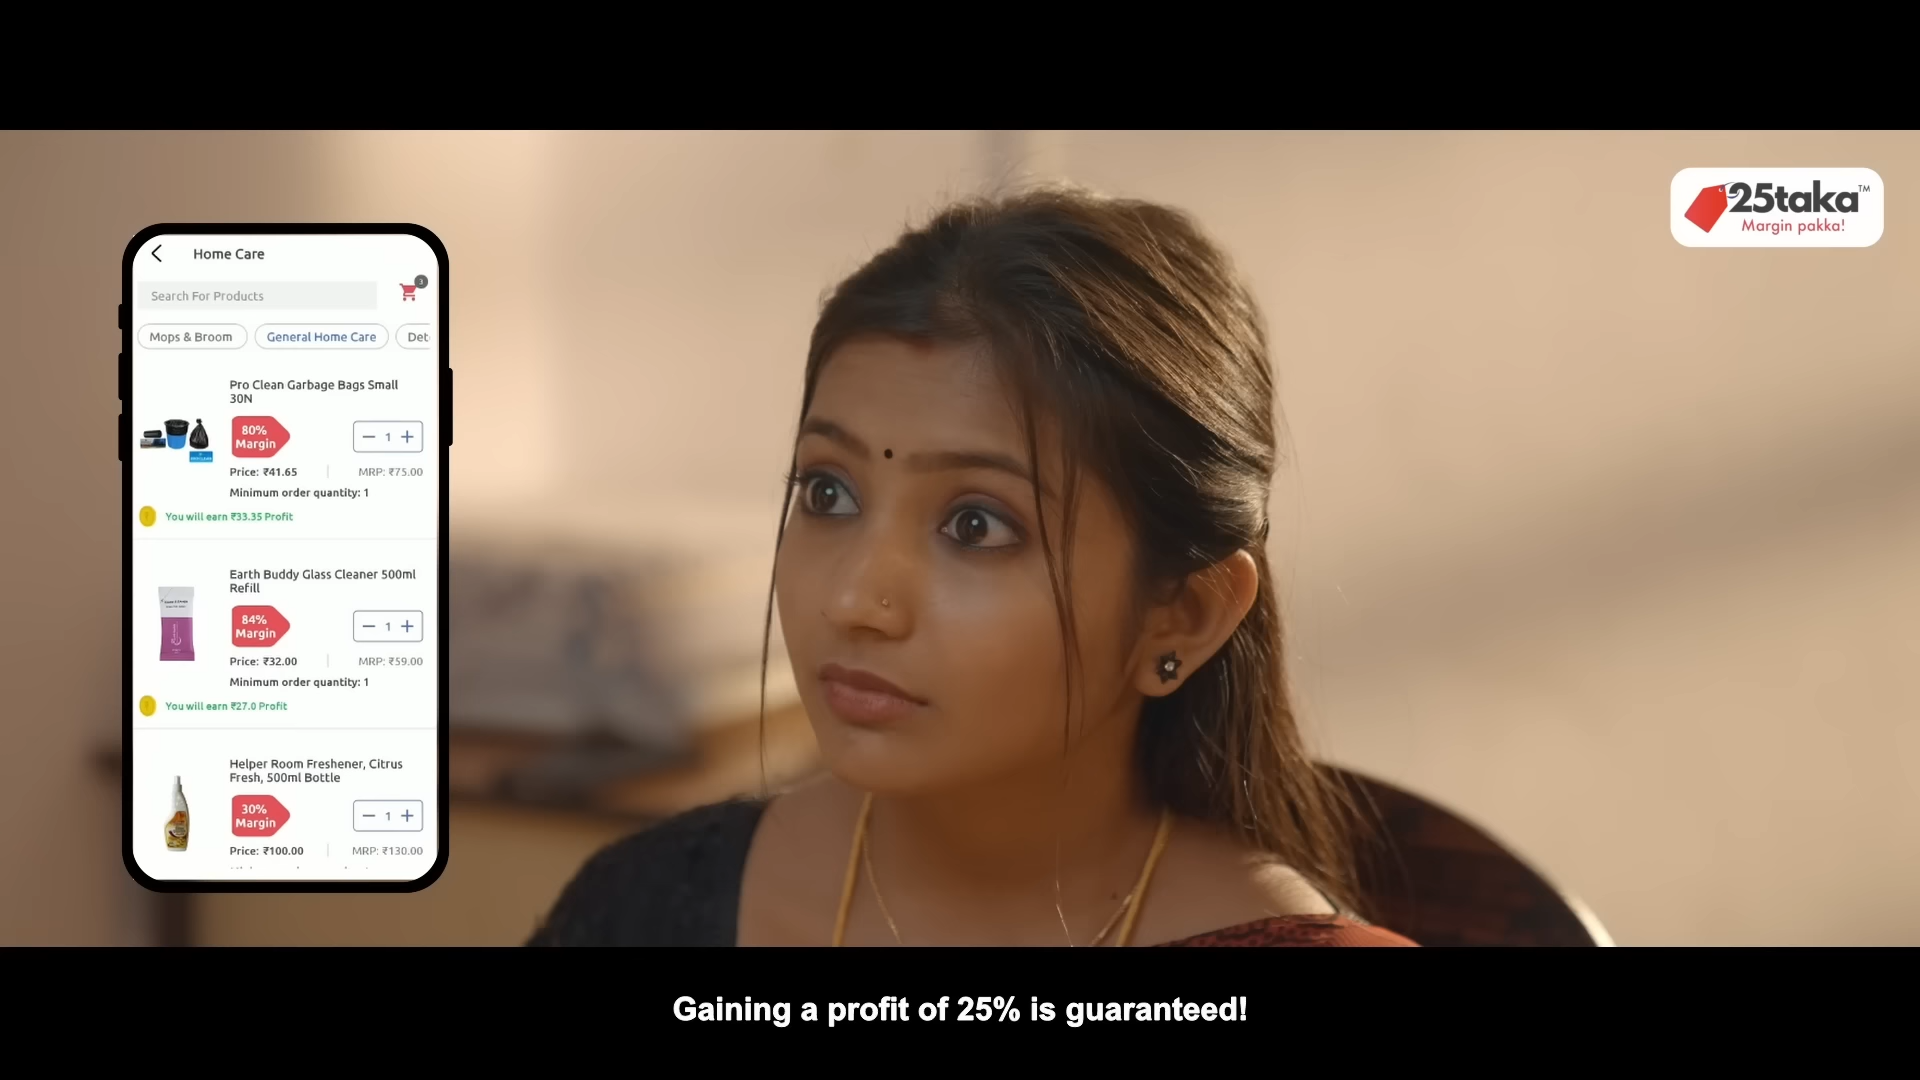 25taka™
Margin pakka!
Home Care
Search For Products
3
Mops & Broom
General Home Care
Det
Pro Clean Garbage Bags Small
30N
80%
Margin
— 1 +
Price: ₹41.65
MRP: ₹75.00
Minimum order quantity: 1
You will earn ₹33.35 Profit
Earth Buddy Glass Cleaner 500ml
Refill
84%
Margin
— 1 +
Price: ₹32.00
MRP: ₹59.00
Minimum order quantity: 1
You will earn ₹27.0 Profit
Helper Room Freshener, Citrus
Fresh, 500ml Bottle
30%
Margin
— 1 +
Price: ₹100.00
MRP: ₹130.00
Gaining a profit of 25% is guaranteed!